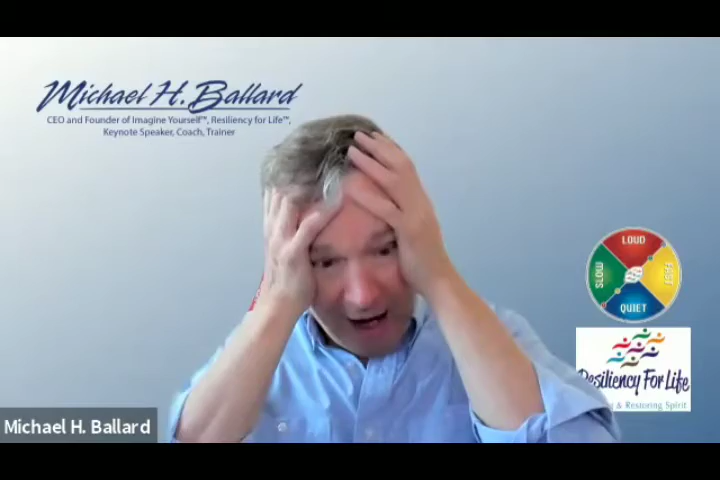 Michael H. Ballard
CEO and Founder of Imagine Yourself™, Resiliency for Life™,
Keynote Speaker, Coach, Trainer
LOUD
SLOW
FAST
QUIET
Resiliency For Life
& Restoring Spirit
Michael H. Ballard